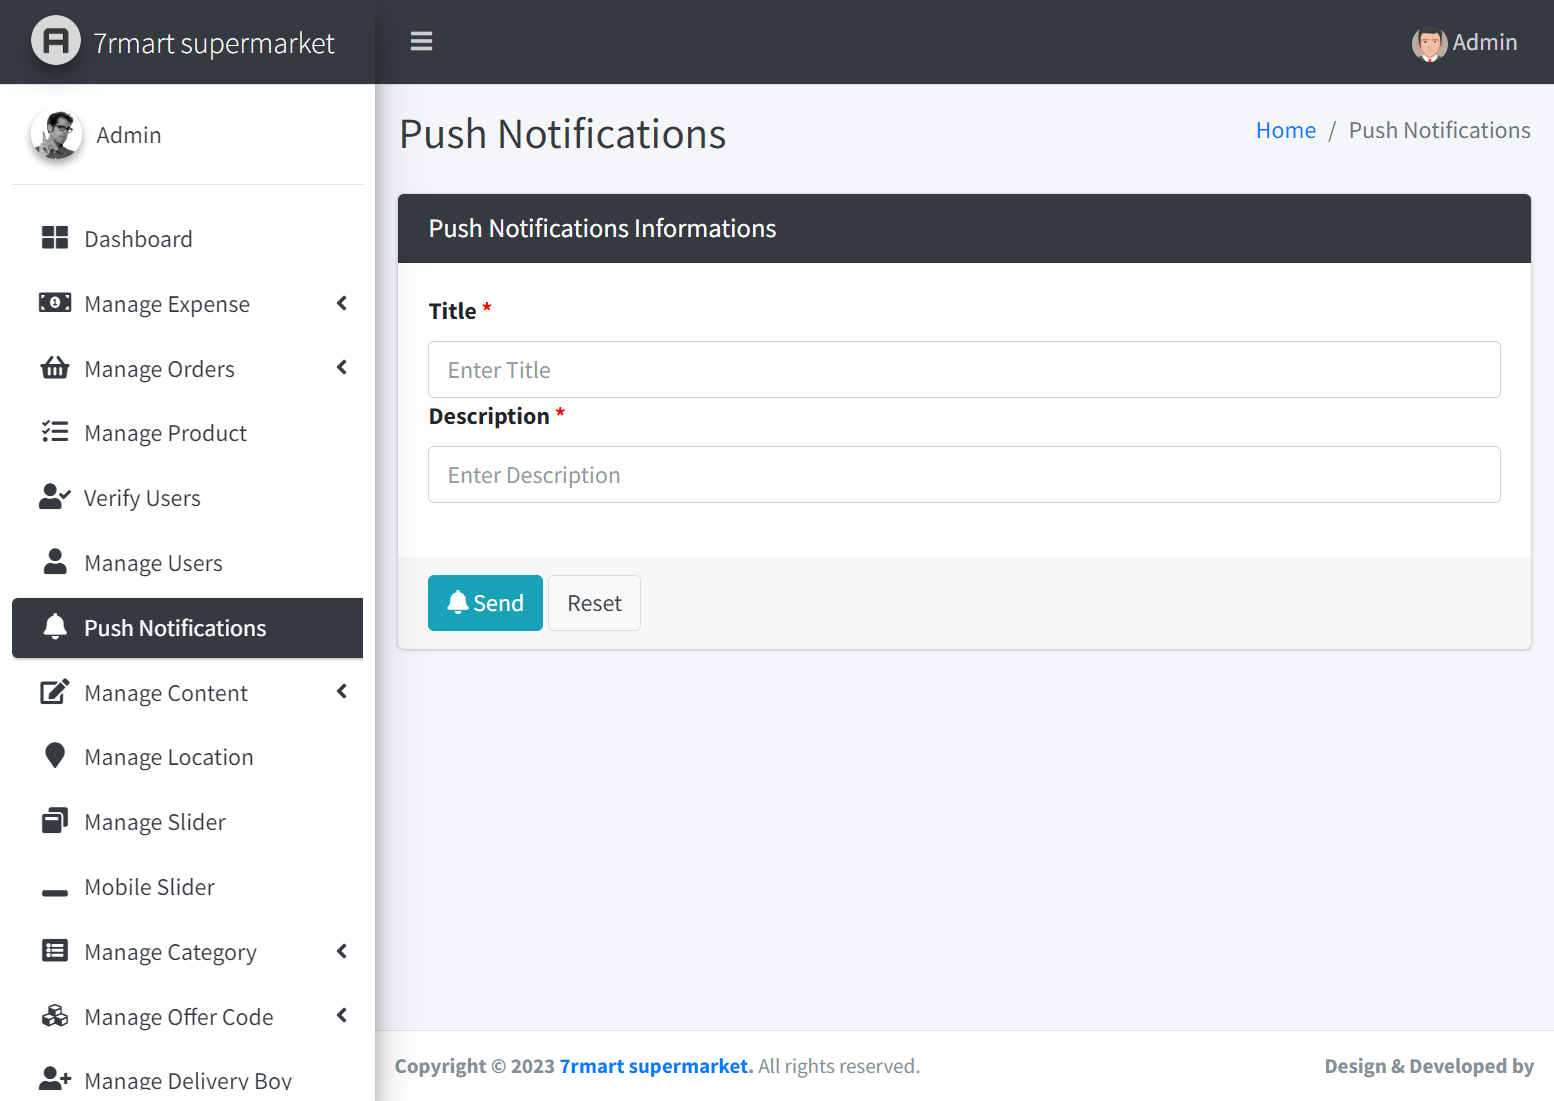 7rmart supermarket
Admin
Admin
Push Notifications
Home / Push Notifications
Dashboard
Manage Expense
Manage Orders
Manage Product
Verify Users
Manage Users
Push Notifications
Manage Content
Manage Location
Manage Slider
Mobile Slider
Manage Category
Manage Offer Code
Manage Delivery Boy
Push Notifications Informations
Title *
Enter Title
Description *
Enter Description
Send
Reset
Copyright © 2023 7rmart supermarket. All rights reserved.
Design & Developed by